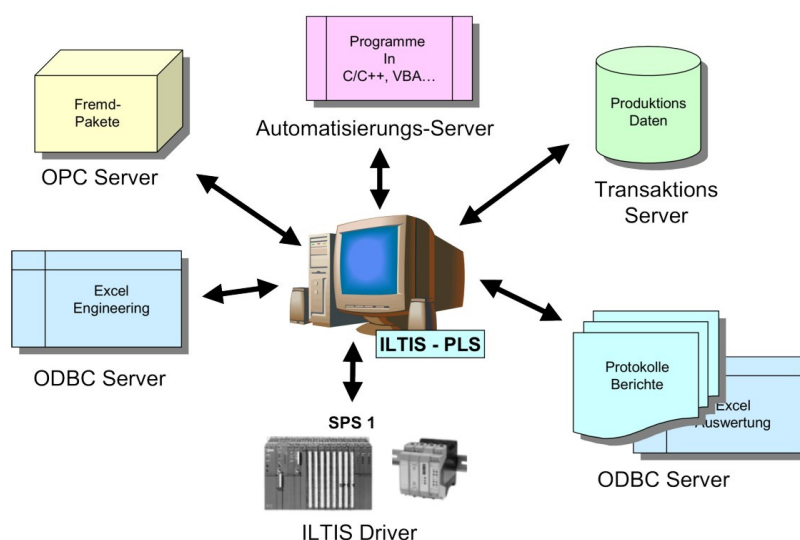 Programme
In
C/C++, VBA…
Automatisierungs-Server
Fremd-
Pakete
OPC Server
Produktions
Daten
Transaktions
Server
Excel
Engineering
ODBC Server
ILTIS - PLS
Protokolle
Berichte
Excel
Auswertung
ODBC Server
SPS 1
ILTIS Driver